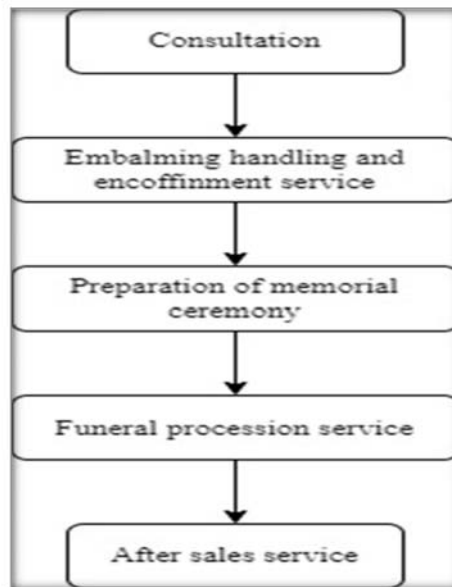 Consultation
Embalming handling and
encoffinment service
Preparation of memorial
ceremony
Funeral procession service
After sales service